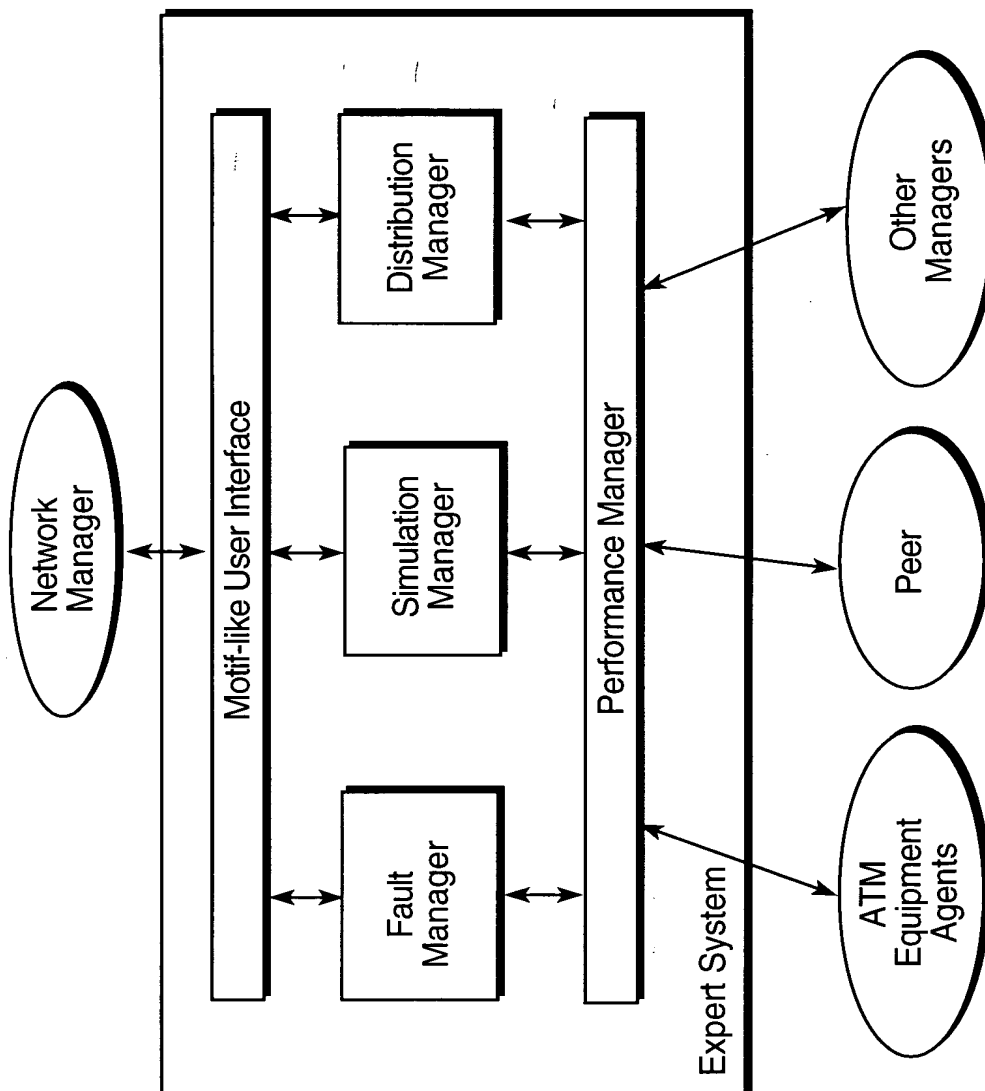 Network
Manager
Motif-like User Interface
Fault
Manager
Simulation
Manager
Distribution
Manager
Performance Manager
Expert System
ATM
Equipment
Agents
Peer
Other
Managers